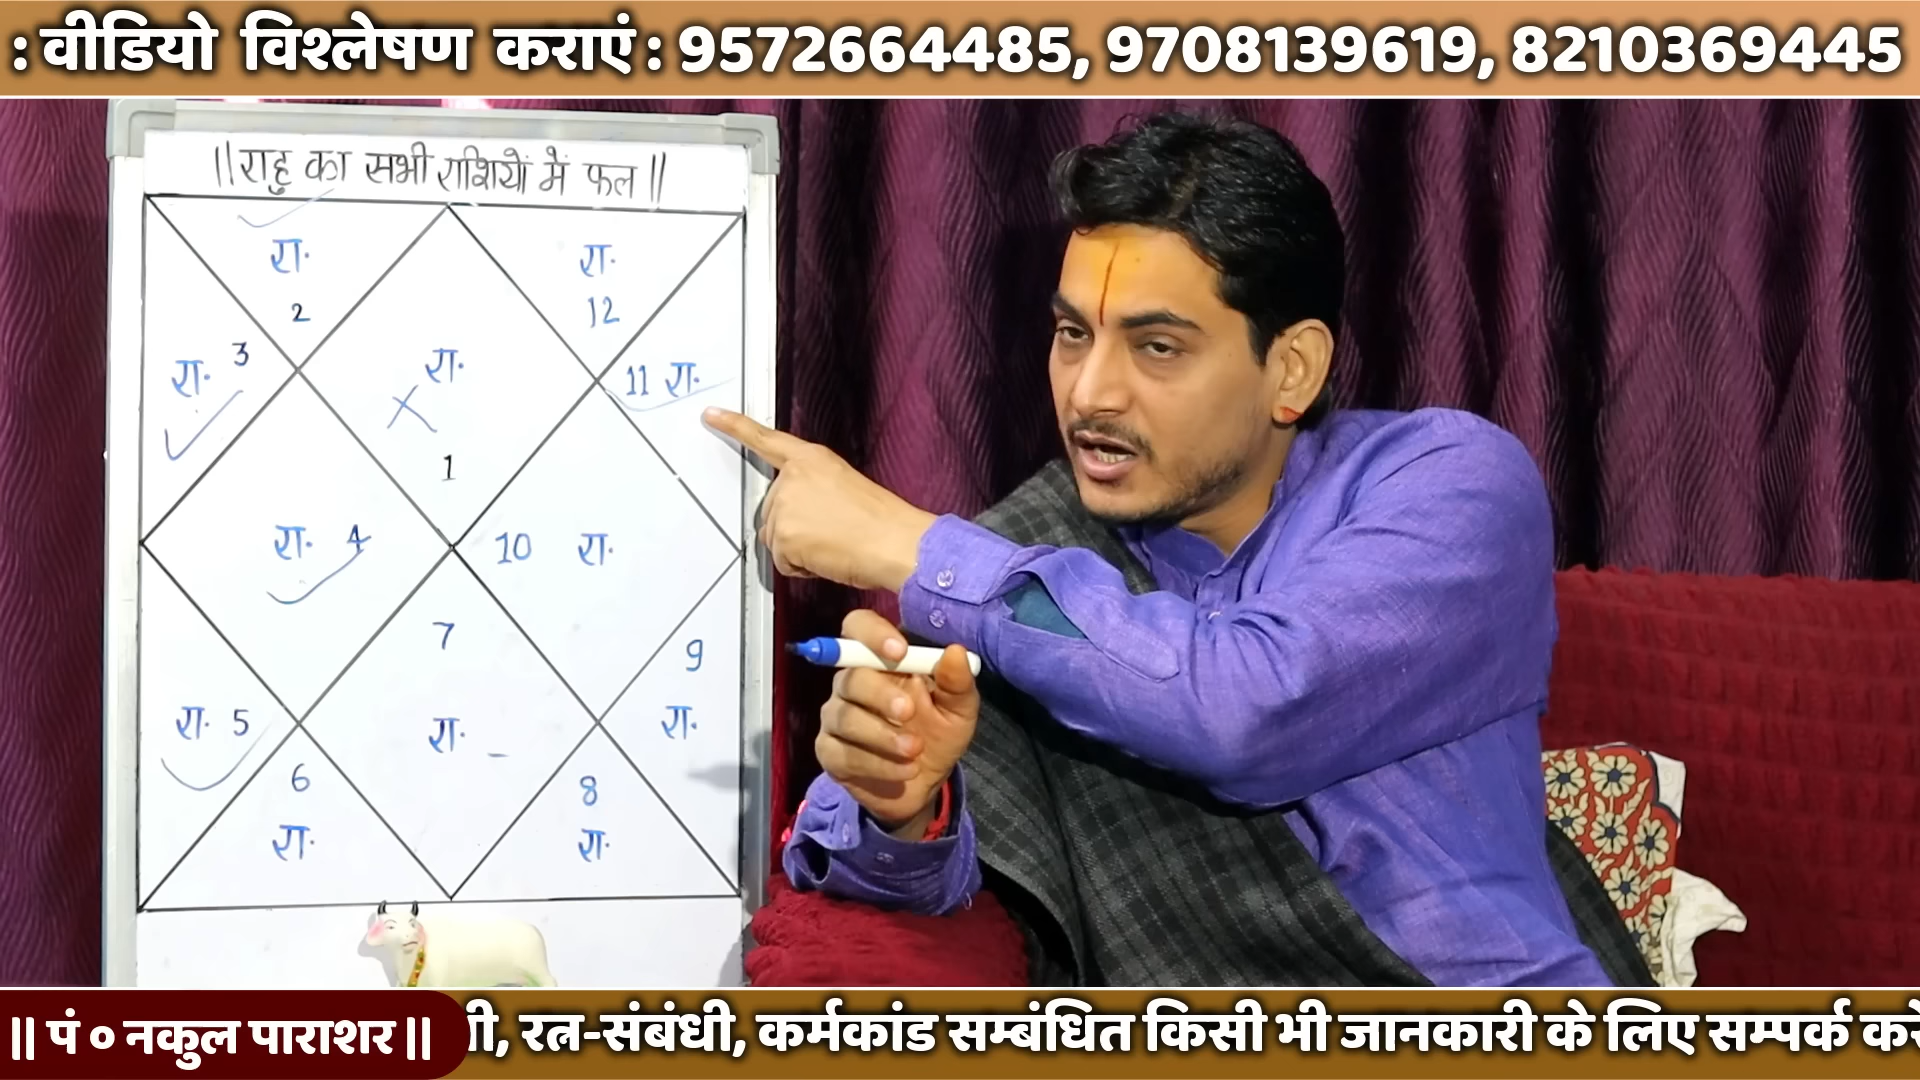 : वीडियो विश्लेषण कराएं : 9572664485, 9708139619, 8210369445
||राहु का सभी राशियों में फल||
रा॰
2
रा॰
12
रा॰ 3
रा॰
1
11 रा॰
रा॰ 4
10 रा॰
7
रा॰
9
रा॰
रा॰ 5
6
रा॰
8
रा॰
|| पं ० नकुल पाराशर ||
रत्न-संबंधी, कर्मकांड सम्बंधित किसी भी जानकारी के लिए सम्पर्क